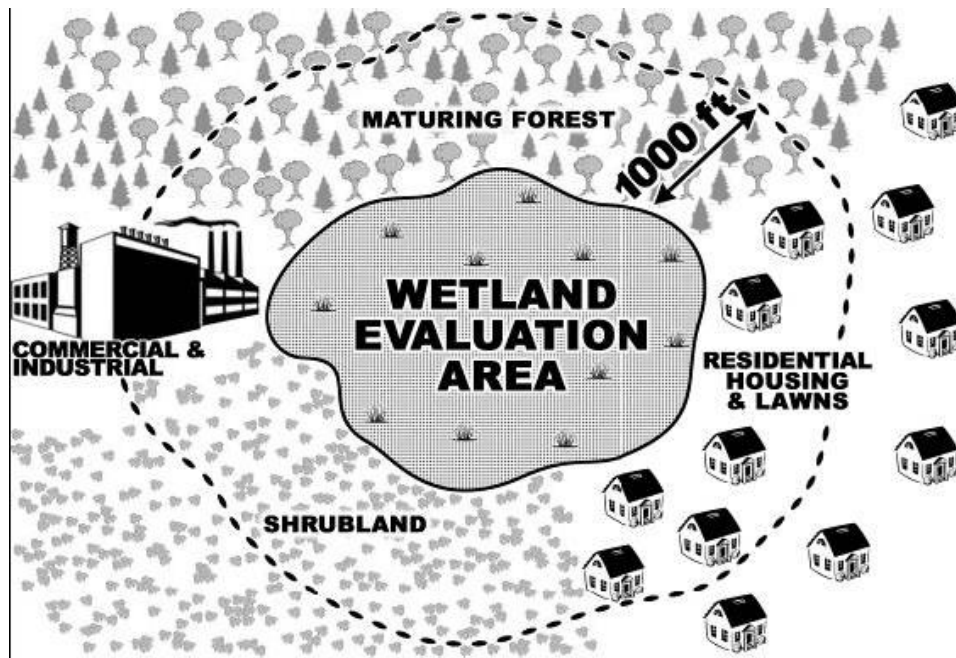 MATURING FOREST
1000 ft
WETLAND
EVALUATION
AREA
COMMERCIAL &
INDUSTRIAL
RESIDENTIAL
HOUSING
& LAWNS
SHRUBLAND